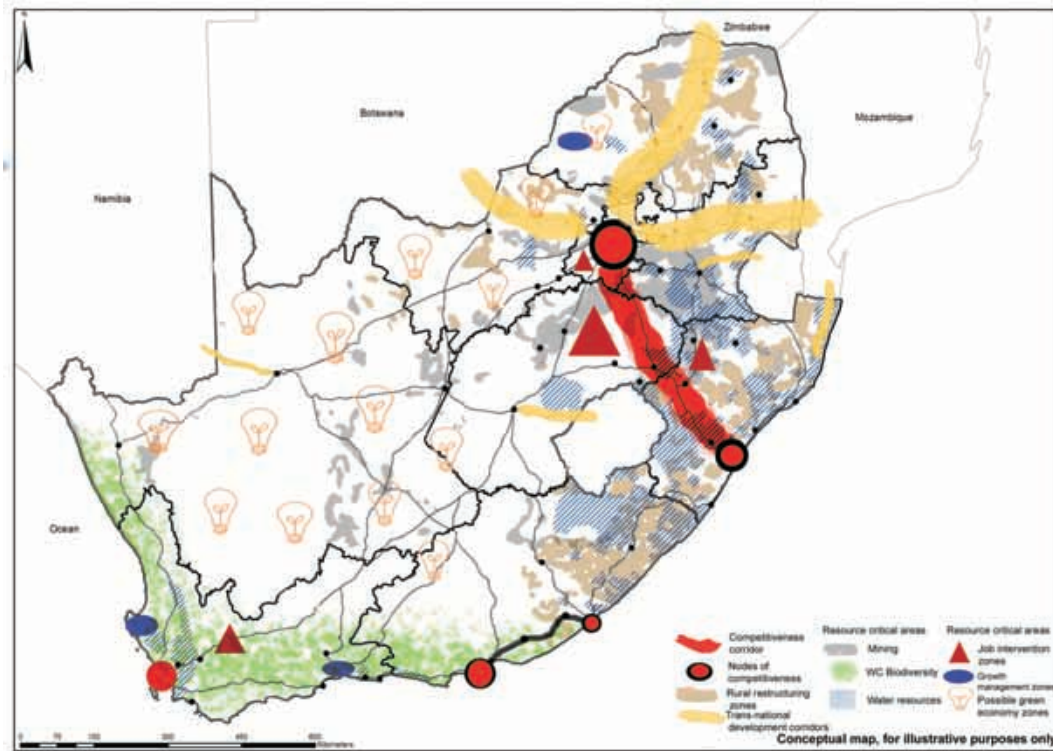 Zimbabwe
Botswana
Mozambique
Namibia
Ocean
Competitiveness
corridor
Nodes of
competitiveness
Rural restructuring
zones
Trans-national
development corridors
Resource critical areas
Mining
WC Biodiversity
Water resources
Resource critical areas
Job intervention
zones
Growth
management zones
Possible green
economy zones
Kilometers
Conceptual map, for illustrative purposes only